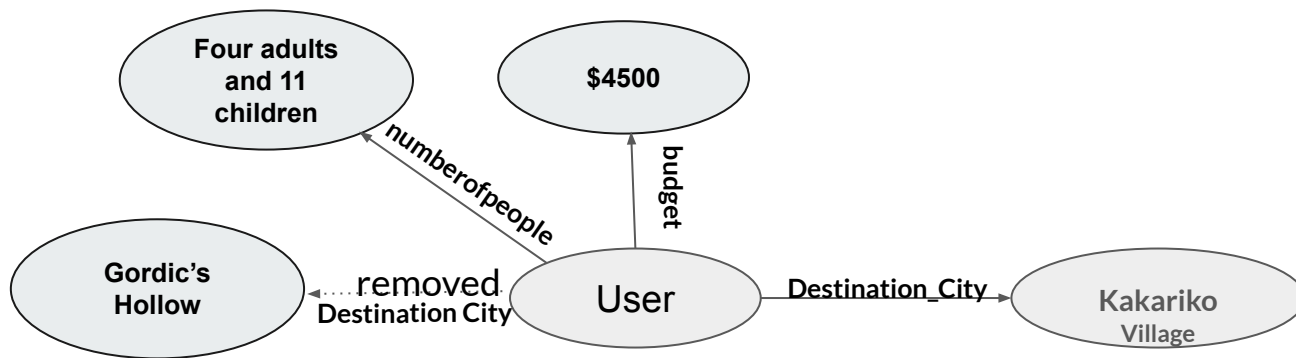 Four adults
and 11
children
$4500
numberofpeople
budget
Gordic's
Hollow
removed
Destination City
User
Destination_City
Kakariko
Village